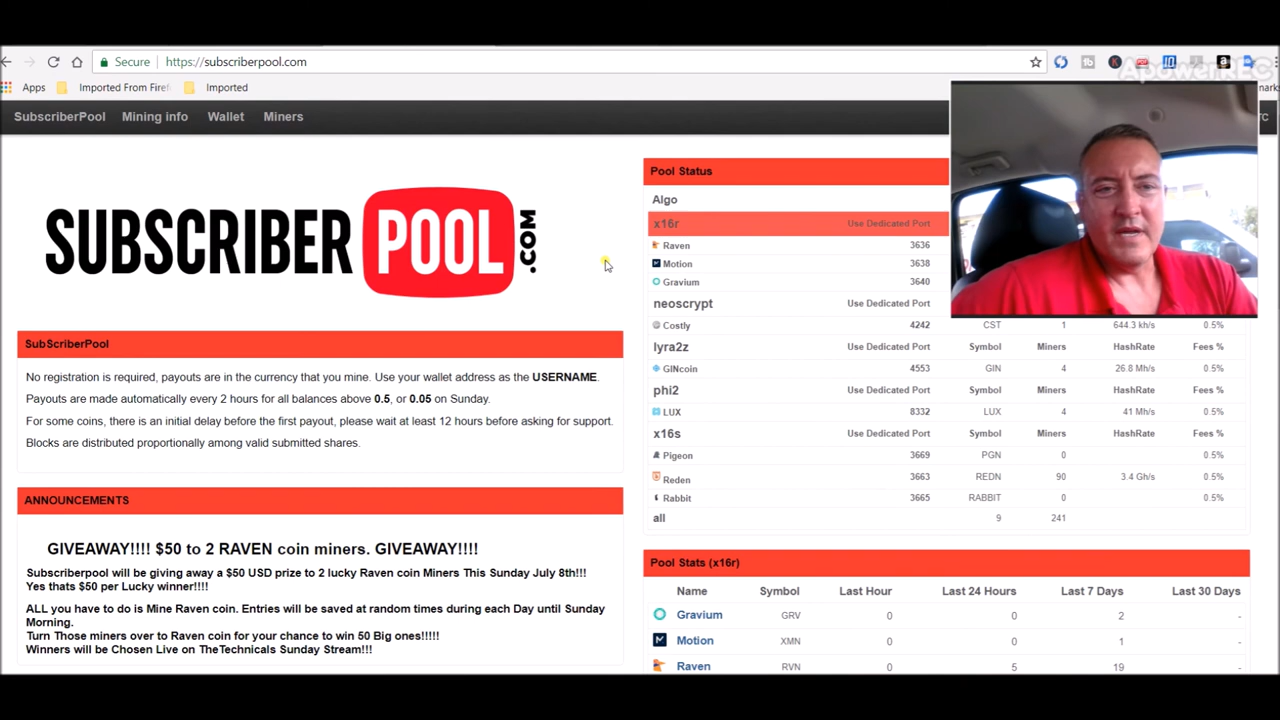 ApowerREC
Secure https://subscriberpool.com
Apps Imported From Firef Imported
SubscriberPool Mining info Wallet Miners
SUBSCRIBER POOL .COM
SubScriberPool
No registration is required, payouts are in the currency that you mine. Use your wallet address as the USERNAME.
Payouts are made automatically every 2 hours for all balances above 0.5, or 0.05 on Sunday.
For some coins, there is an initial delay before the first payout, please wait at least 12 hours before asking for support.
Blocks are distributed proportionally among valid submitted shares.
ANNOUNCEMENTS
GIVEAWAY!!!! $50 to 2 RAVEN coin miners. GIVEAWAY!!!!
Subscriberpool will be giving away a $50 USD prize to 2 lucky Raven coin Miners This Sunday July 8th!!!
Yes thats $50 per Lucky winner!!!!
ALL you have to do is Mine Raven coin. Entries will be saved at random times during each Day until Sunday
Morning.
Turn Those miners over to Raven coin for your chance to win 50 Big ones!!!!!
Winners will be Chosen Live on TheTechnicals Sunday Stream!!!
Pool Status
Algo
x16r Use Dedicated Port
Raven 3636
Motion 3638
Gravium 3640
neoscrypt Use Dedicated Port
Costly 4242 CST 1 644.3 kh/s 0.5%
lyra2z Use Dedicated Port Symbol Miners HashRate Fees %
GINcoin 4553 GIN 4 26.8 Mh/s 0.5%
phi2 Use Dedicated Port Symbol Miners HashRate Fees %
LUX 8332 LUX 4 41 Mh/s 0.5%
x16s Use Dedicated Port Symbol Miners HashRate Fees %
Pigeon 3669 PGN 0 0.5%
Reden 3663 REDN 90 3.4 Gh/s 0.5%
Rabbit 3665 RABBIT 0 0.5%
all 9 241
Pool Stats (x16r)
Name Symbol Last Hour Last 24 Hours Last 7 Days Last 30 Days
Gravium GRV 0 0 2 -
Motion XMN 0 0 1 -
Raven RVN 0 5 19 -